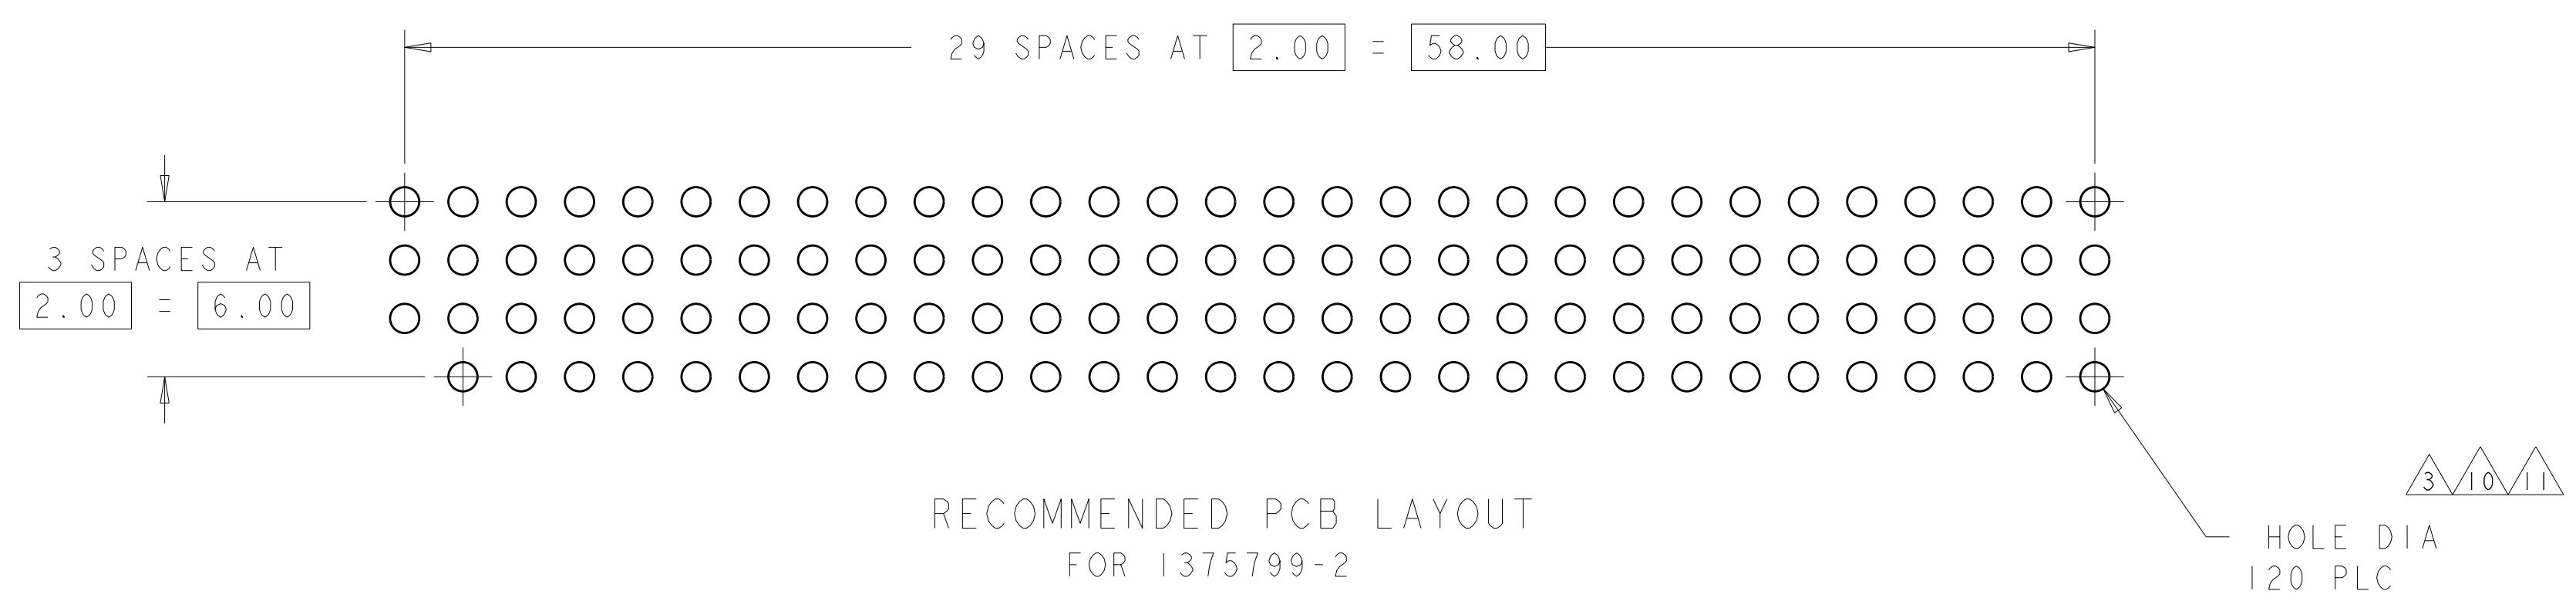 29 SPACES AT 2.00 = 58.00
3 SPACES AT
2.00 = 6.00
3 10 11
RECOMMENDED PCB LAYOUT
FOR 1375799-2
HOLE DIA
120 PLC